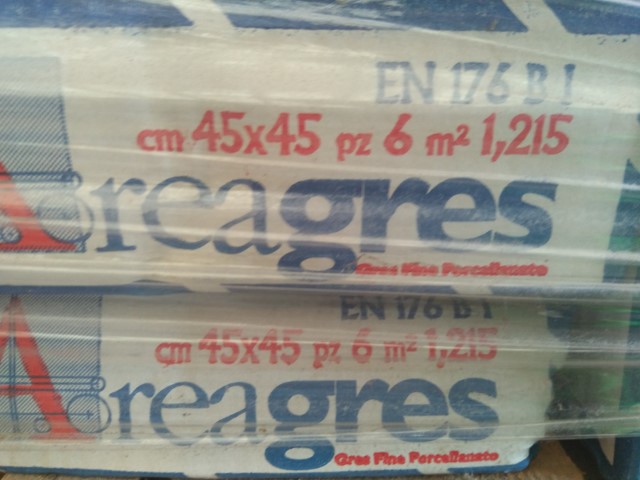 EN 176 B I
cm 45x45 pz 6 m² 1,215
Areagres
Gres Fine Porcellanato
EN 176 B I
cm 45x45 pz 6 m² 1,215
Areagres
Gres Fine Porcellanato